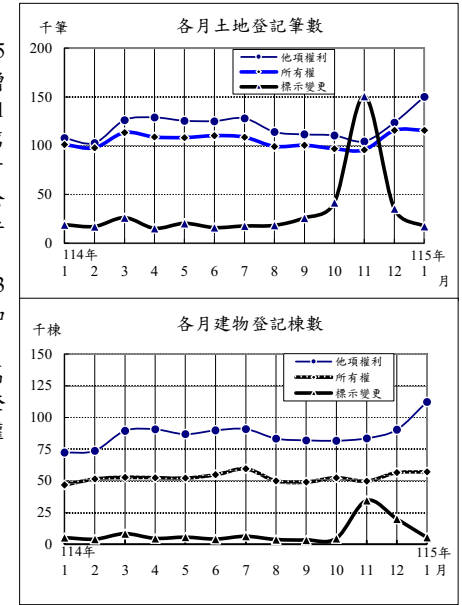 各月土地登記筆數
千筆
200
150
100
50
0
他項權利
所有權
標示變更
114年
115年
1 2 3 4 5 6 7 8 9 10 11 12 1
月
各月建物登記棟數
千棟
150
125
100
75
50
25
0
他項權利
所有權
標示變更
114年
115年
1 2 3 4 5 6 7 8 9 10 11 12 1 月